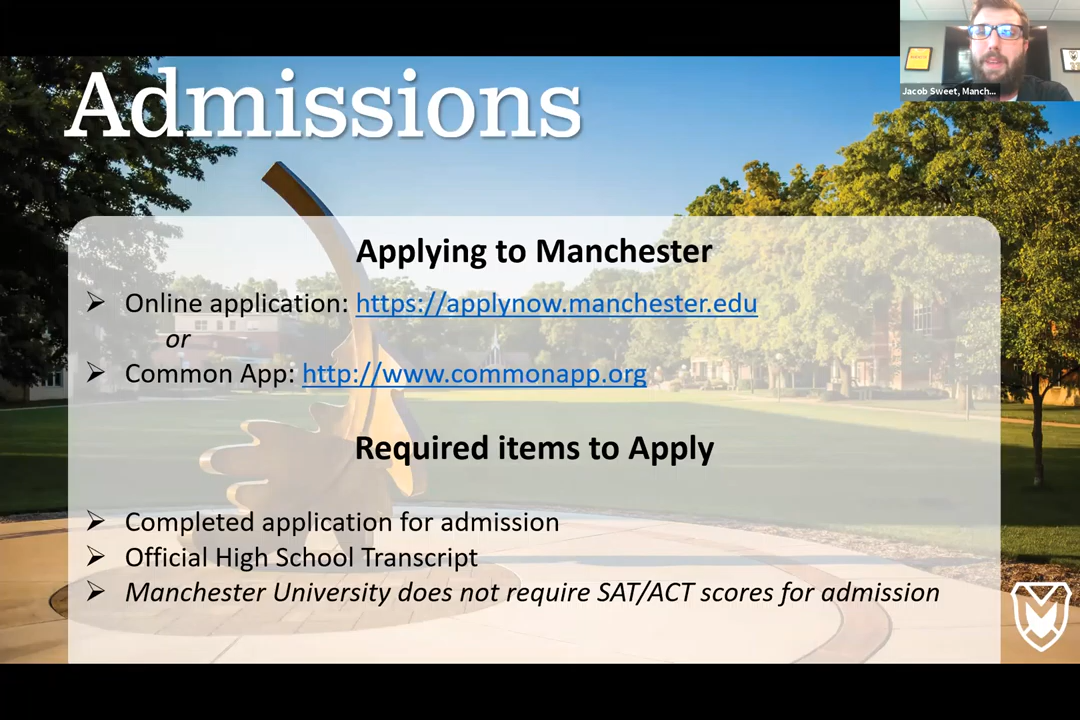 Admissions
Jacob Sweet, Manch...
Applying to Manchester
➢ Online application: https://applynow.manchester.edu
or
➢ Common App: http://www.commonapp.org
Required items to Apply
➢ Completed application for admission
➢ Official High School Transcript
➢ Manchester University does not require SAT/ACT scores for admission